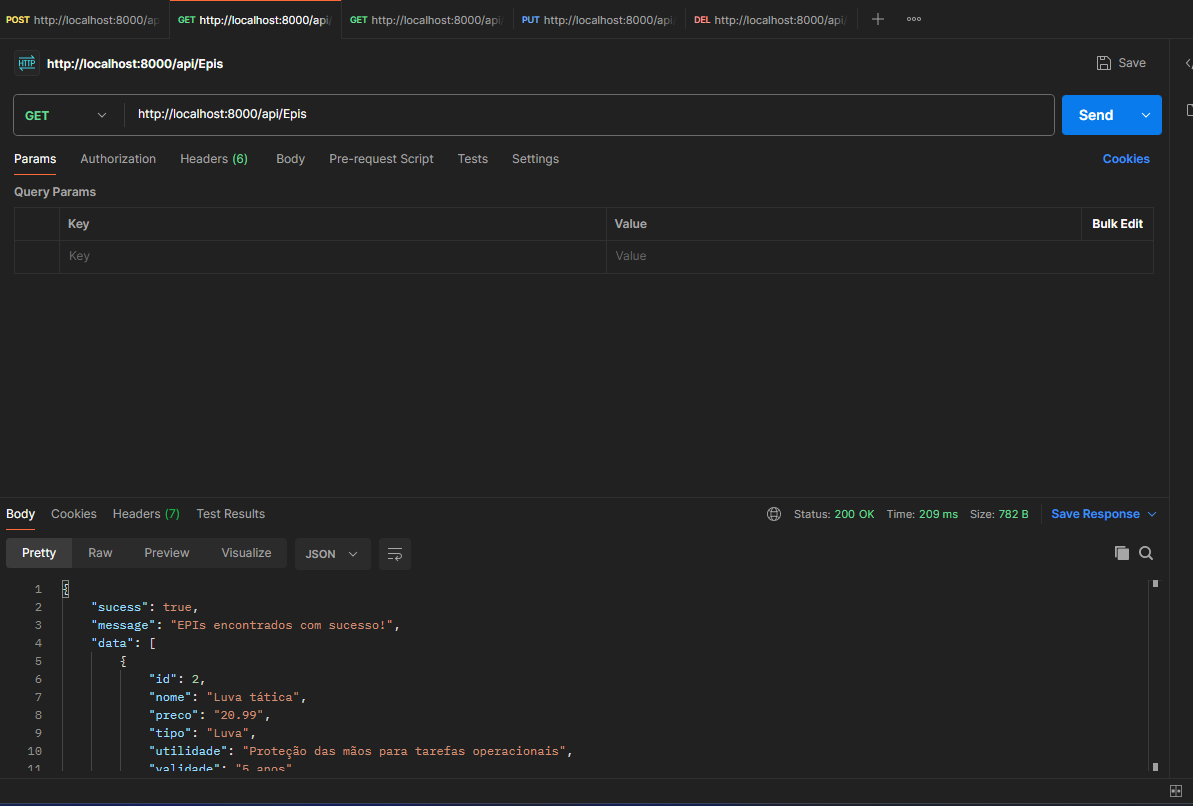 POST http://localhost:8000/ap GET http://localhost:8000/api/ GET http://localhost:8000/api/ PUT http://localhost:8000/api/ DEL http://localhost:8000/api/
HTTP http://localhost:8000/api/Epis Save
GET http://localhost:8000/api/Epis Send
Params Authorization Headers (6) Body Pre-request Script Tests Settings Cookies
Query Params
Key Value Bulk Edit
Key Value
Body Cookies Headers (7) Test Results Status: 200 OK Time: 209 ms Size: 782 B Save Response
Pretty Raw Preview Visualize JSON
1 {
2 "sucess": true,
3 "message": "EPIs encontrados com sucesso!",
4 "data": [
5 {
6 "id": 2,
7 "nome": "Luva tática",
8 "preco": "20.99",
9 "tipo": "Luva",
10 "utilidade": "Proteção das mãos para tarefas operacionais",
11 "validade": "5 anos"